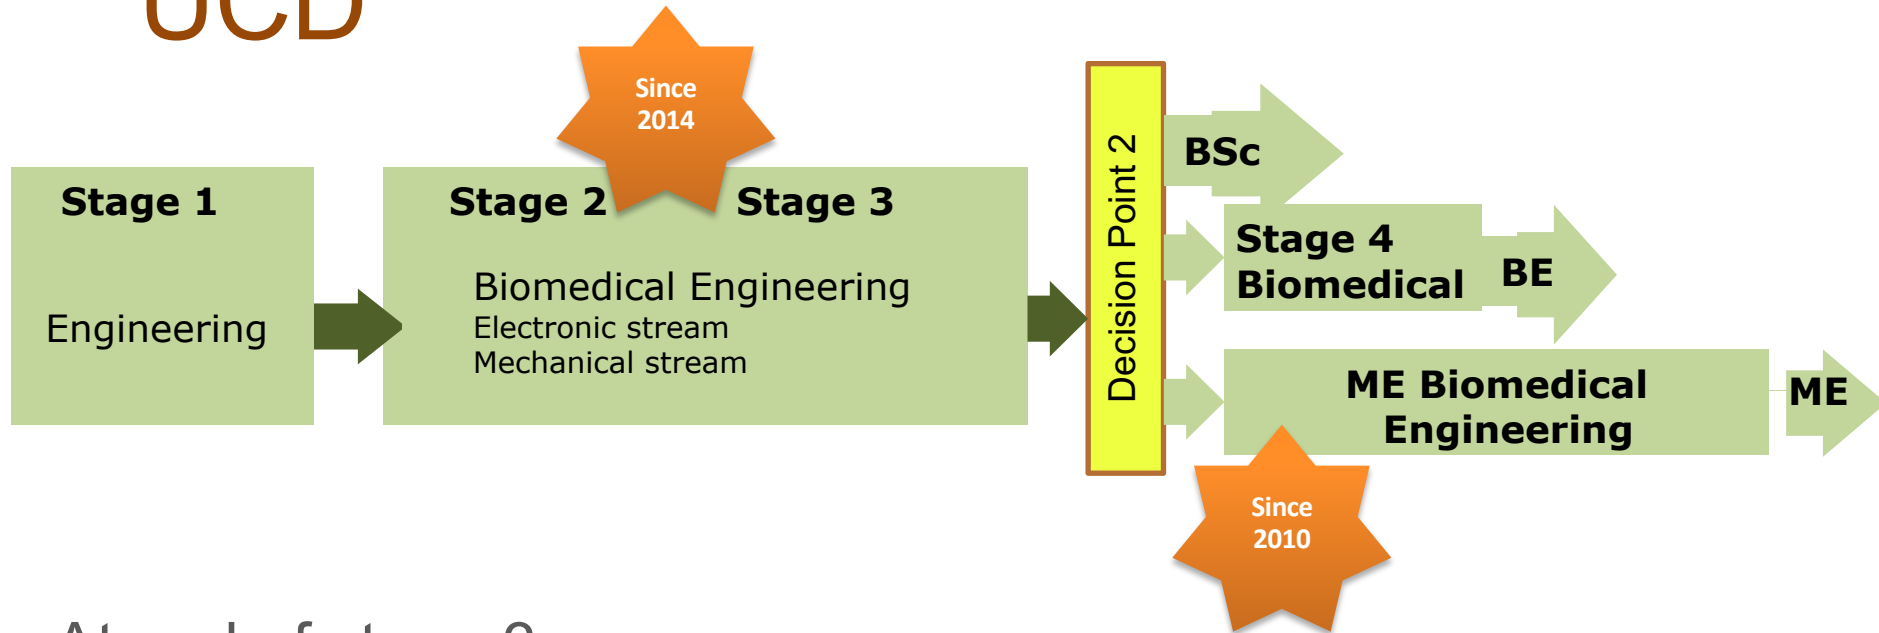 UCD
Since
2014
Stage 1
Engineering
Stage 2 Stage 3
Biomedical Engineering
Electronic stream
Mechanical stream
Decision Point 2
BSc
Stage 4
Biomedical
BE
ME Biomedical
Engineering
ME
Since
2010